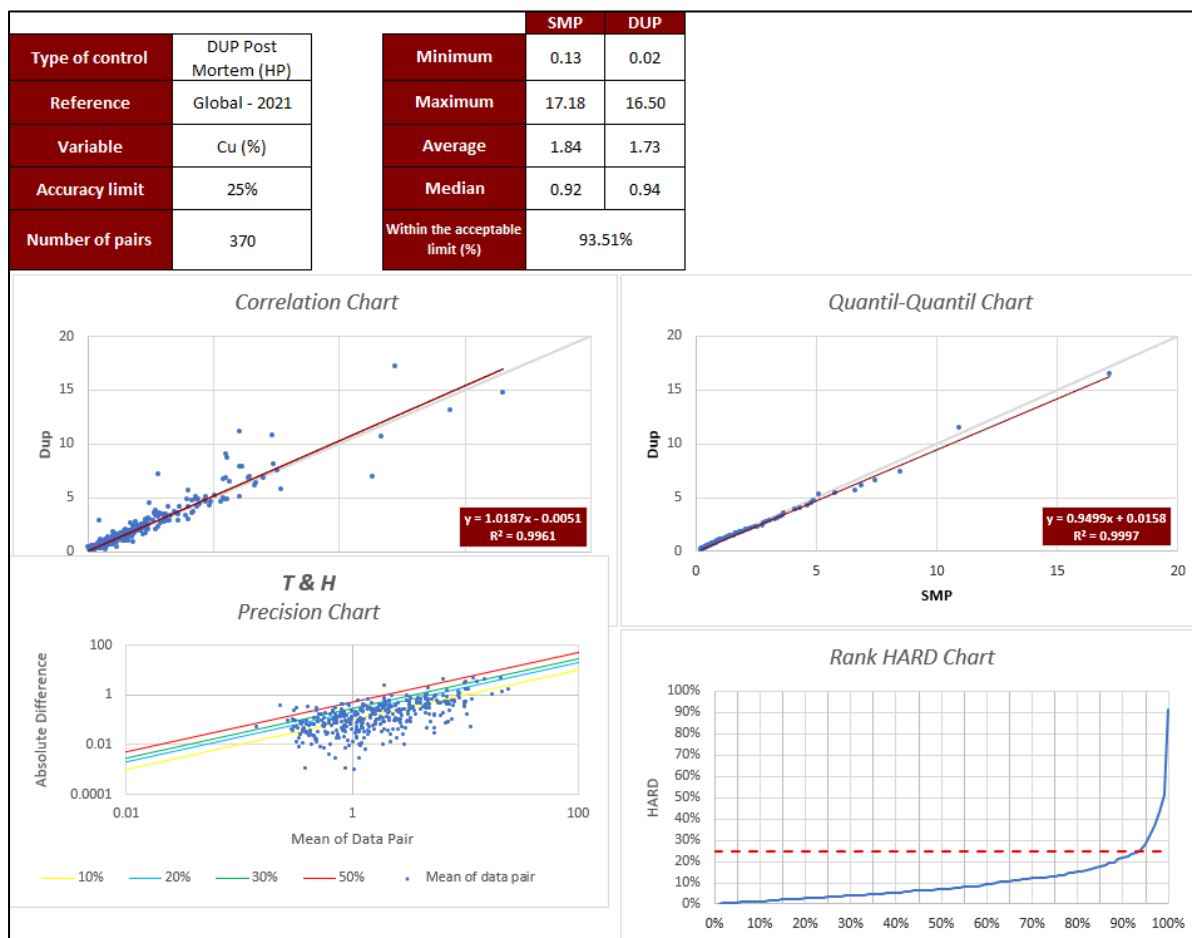 SMP DUP
Type of control DUP Post Mortem (HP) Minimum 0.13 0.02
Reference Global - 2021 Maximum 17.18 16.50
Variable Cu (%) Average 1.84 1.73
Accuracy limit 25% Median 0.92 0.94
Number of pairs 370 Within the acceptable limit (%) 93.51%
Correlation Chart
20
15
10
5
0
Dup
y = 1.0187x - 0.0051
R² = 0.9961
Quantil-Quantil Chart
20
15
10
5
0
Dup
y = 0.9499x + 0.0158
R² = 0.9997
0 5 10 15 20
SMP
T & H
Precision Chart
100
1
0.01
0.0001
Absolute Difference
0.01 1 100
Mean of Data Pair
10% 20% 30% 50% Mean of data pair
Rank HARD Chart
100%
90%
80%
70%
60%
50%
40%
30%
20%
10%
0%
HARD
0% 10% 20% 30% 40% 50% 60% 70% 80% 90% 100%